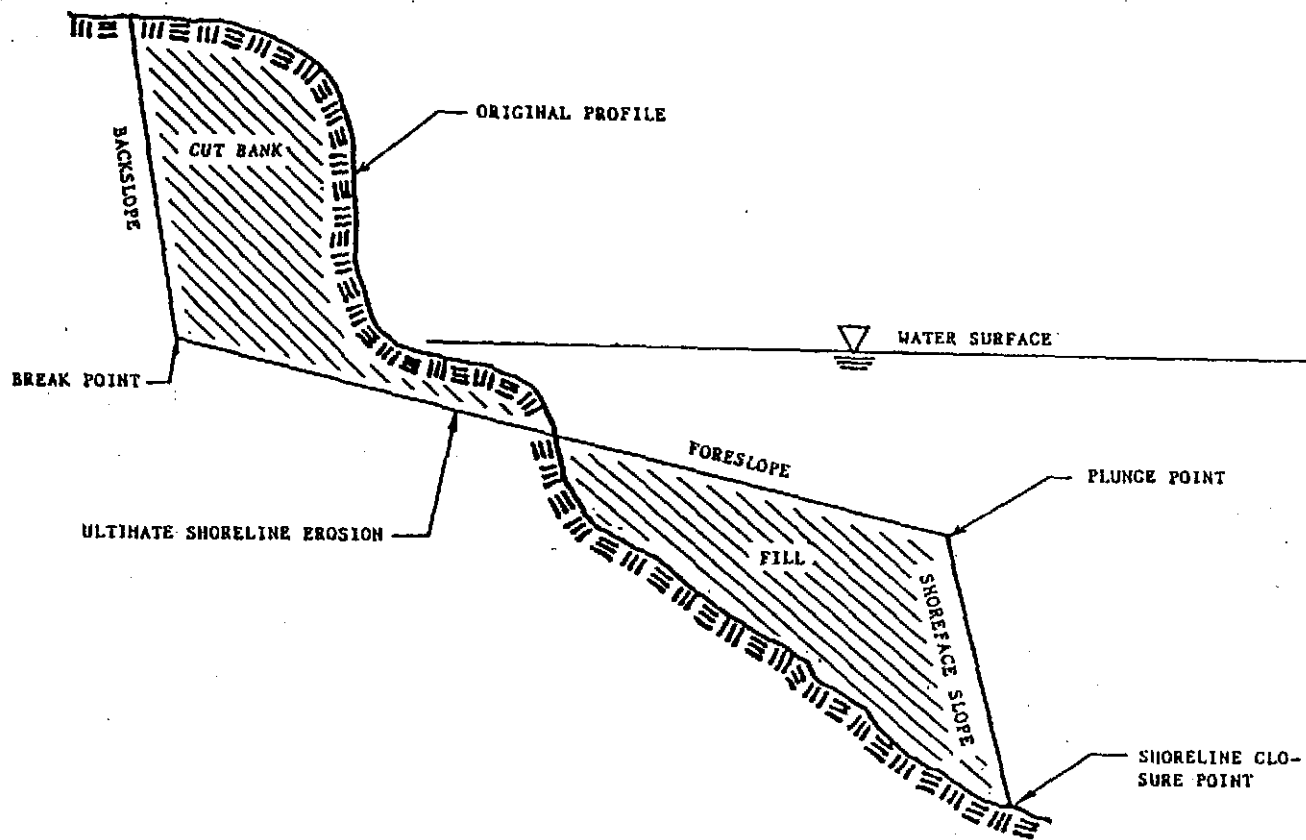 ORIGINAL PROFILE
CUT BANK
BACKSLOPE
WATER SURFACE
BREAK POINT
FORESLOPE
PLUNGE POINT
ULTIMATE SHORELINE EROSION
FILL
SHOREFACE SLOPE
SHORELINE CLO-
SURE POINT